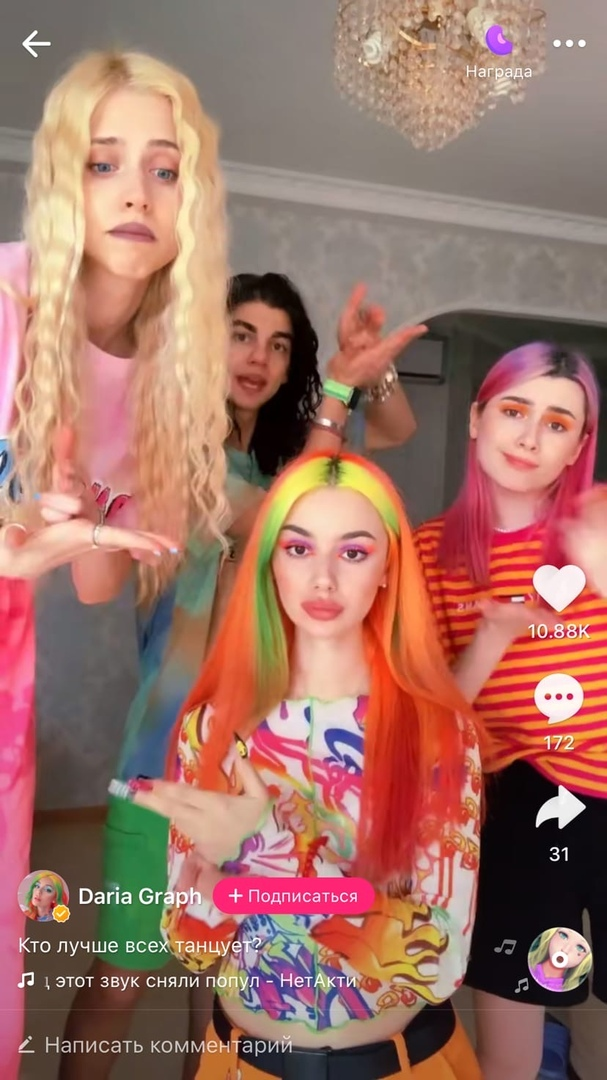 Награда
10.88K
172
31
Daria Graph
+ Подписаться
Кто лучше всех танцует?
этот звук сняли попул - НетАкти
Написать комментарий